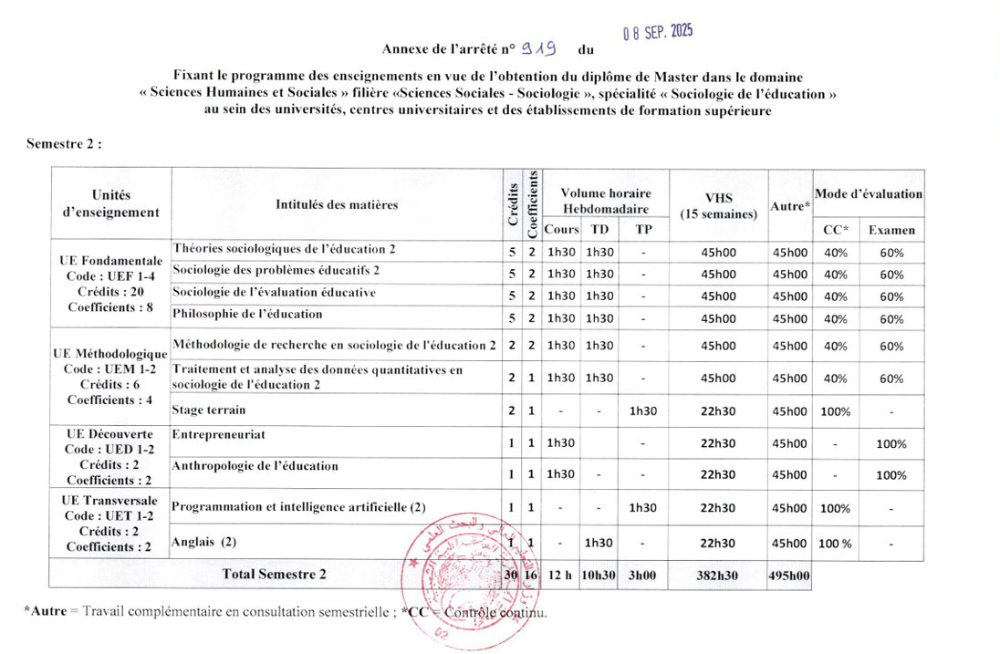 08 SEP. 2025
Annexe de l'arrêté n° 919 du
Fixant le programme des enseignements en vue de l'obtention du diplôme de Master dans le domaine
« Sciences Humaines et Sociales » filière «Sciences Sociales - Sociologie », spécialité « Sociologie de l'éducation »
au sein des universités, centres universitaires et des établissements de formation supérieure
Semestre 2 :
Unités d'enseignement | Intitulés des matières | Crédits | Coefficients | Volume horaire Hebdomadaire | VHS (15 semaines) | Autre* | Mode d'évaluation
Cours | TD | TP | CC* | Examen
UE Fondamentale
Code : UEF 1-4
Crédits : 20
Coefficients : 8
Théories sociologiques de l'éducation 2 | 5 | 2 | 1h30 | 1h30 | - | 45h00 | 45h00 | 40% | 60%
Sociologie des problèmes éducatifs 2 | 5 | 2 | 1h30 | 1h30 | - | 45h00 | 45h00 | 40% | 60%
Sociologie de l'évaluation éducative | 5 | 2 | 1h30 | 1h30 | - | 45h00 | 45h00 | 40% | 60%
Philosophie de l'éducation | 5 | 2 | 1h30 | 1h30 | - | 45h00 | 45h00 | 40% | 60%
UE Méthodologique
Code : UEM 1-2
Crédits : 6
Coefficients : 4
Méthodologie de recherche en sociologie de l'éducation 2 | 2 | 2 | 1h30 | 1h30 | - | 45h00 | 45h00 | 40% | 60%
Traitement et analyse des données quantitatives en sociologie de l'éducation 2 | 2 | 1 | 1h30 | 1h30 | - | 45h00 | 45h00 | 40% | 60%
Stage terrain | 2 | 1 | - | - | 1h30 | 22h30 | 45h00 | 100% | -
UE Découverte
Code : UED 1-2
Crédits : 2
Coefficients : 2
Entrepreneuriat | 1 | 1 | 1h30 | | - | 22h30 | 45h00 | - | 100%
Anthropologie de l'éducation | 1 | 1 | 1h30 | - | - | 22h30 | 45h00 | - | 100%
UE Transversale
Code : UET 1-2
Crédits : 2
Coefficients : 2
Programmation et intelligence artificielle (2) | 1 | 1 | - | - | 1h30 | 22h30 | 45h00 | 100% | -
Anglais (2) | 1 | 1 | - | 1h30 | - | 22h30 | 45h00 | 100 % | -
Total Semestre 2 | 30 | 16 | 12 h | 10h30 | 3h00 | 382h30 | 495h00
*Autre = Travail complémentaire en consultation semestrielle ; *CC = Contrôle continu.
02